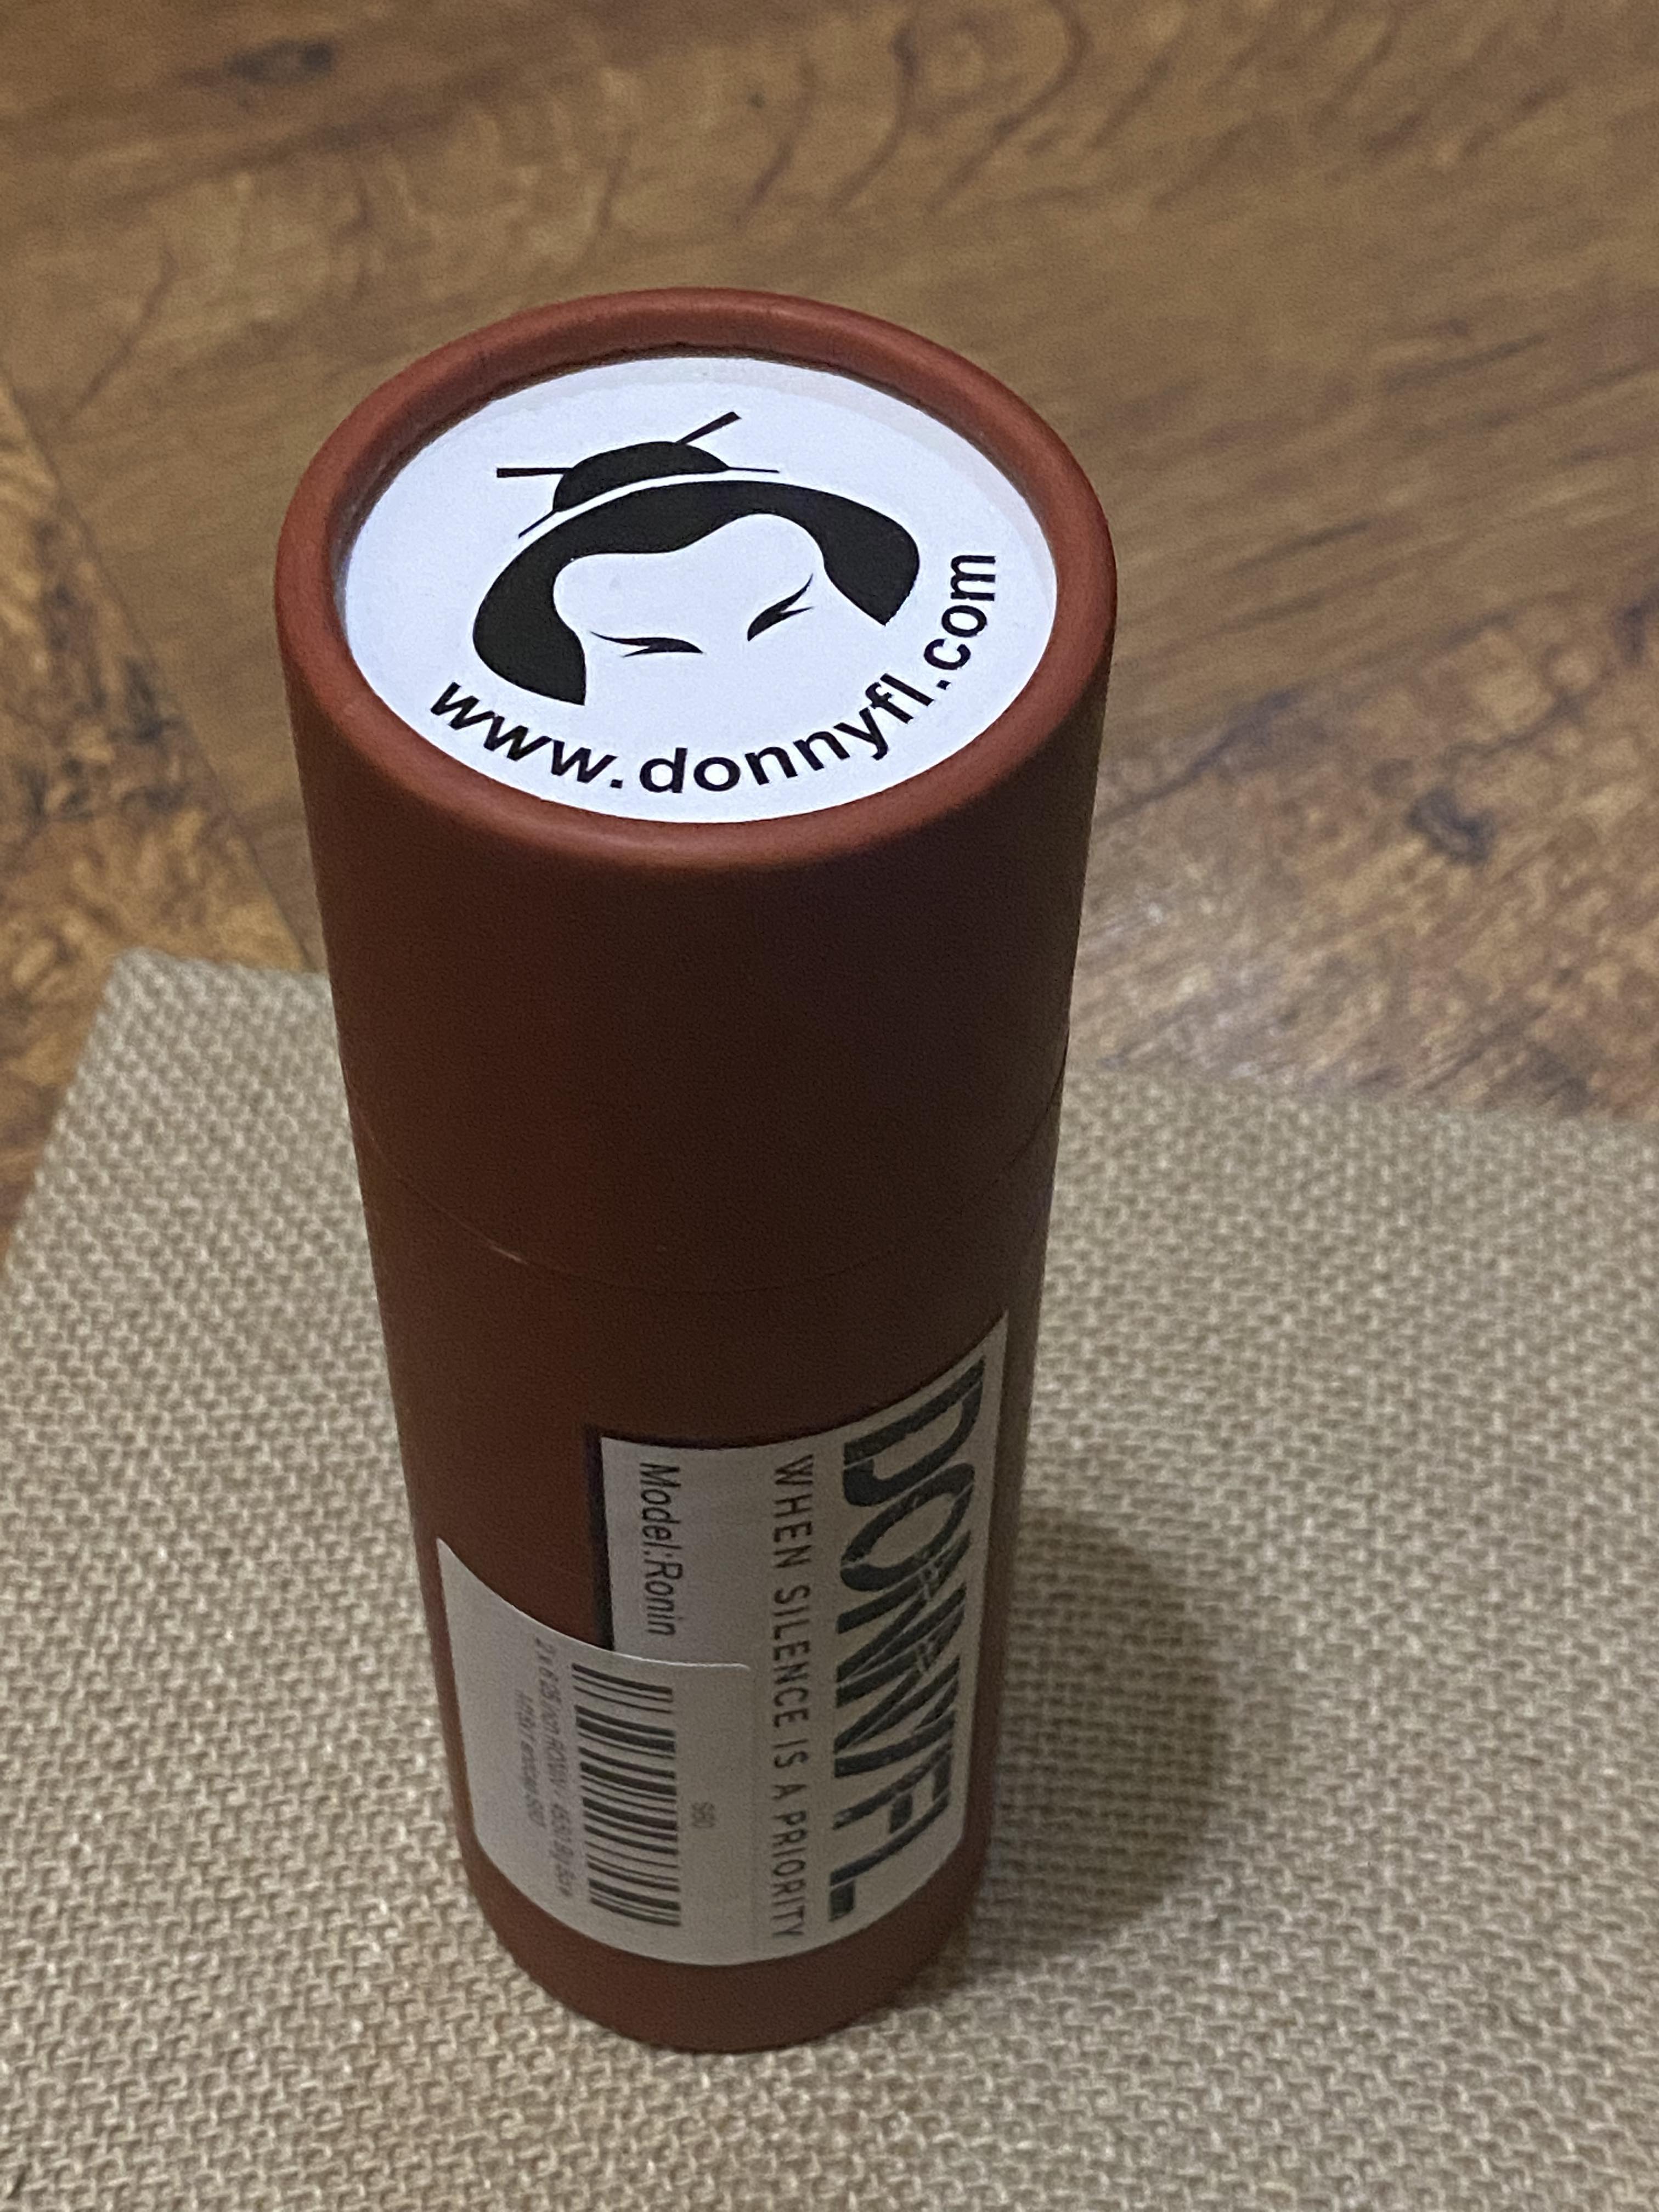 www.donnyfl.com
DONNYFL
WHEN SILENCE IS A PRIORITY
Model:Ronin